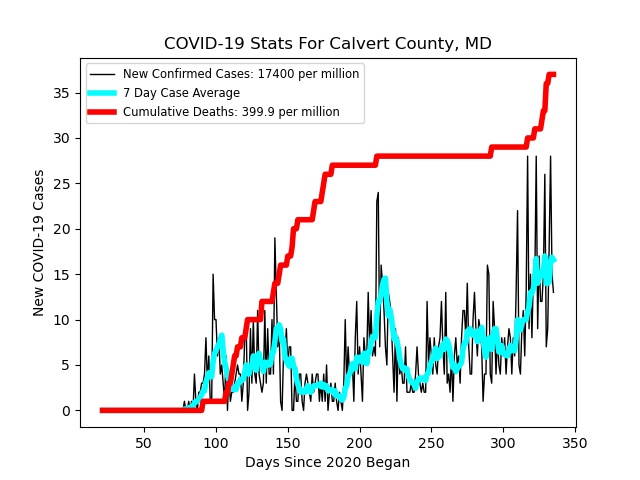 COVID-19 Stats For Calvert County, MD
New Confirmed Cases: 17400 per million
7 Day Case Average
Cumulative Deaths: 399.9 per million
New COVID-19 Cases
35
30
25
20
15
10
5
0
50 100 150 200 250 300 350
Days Since 2020 Began